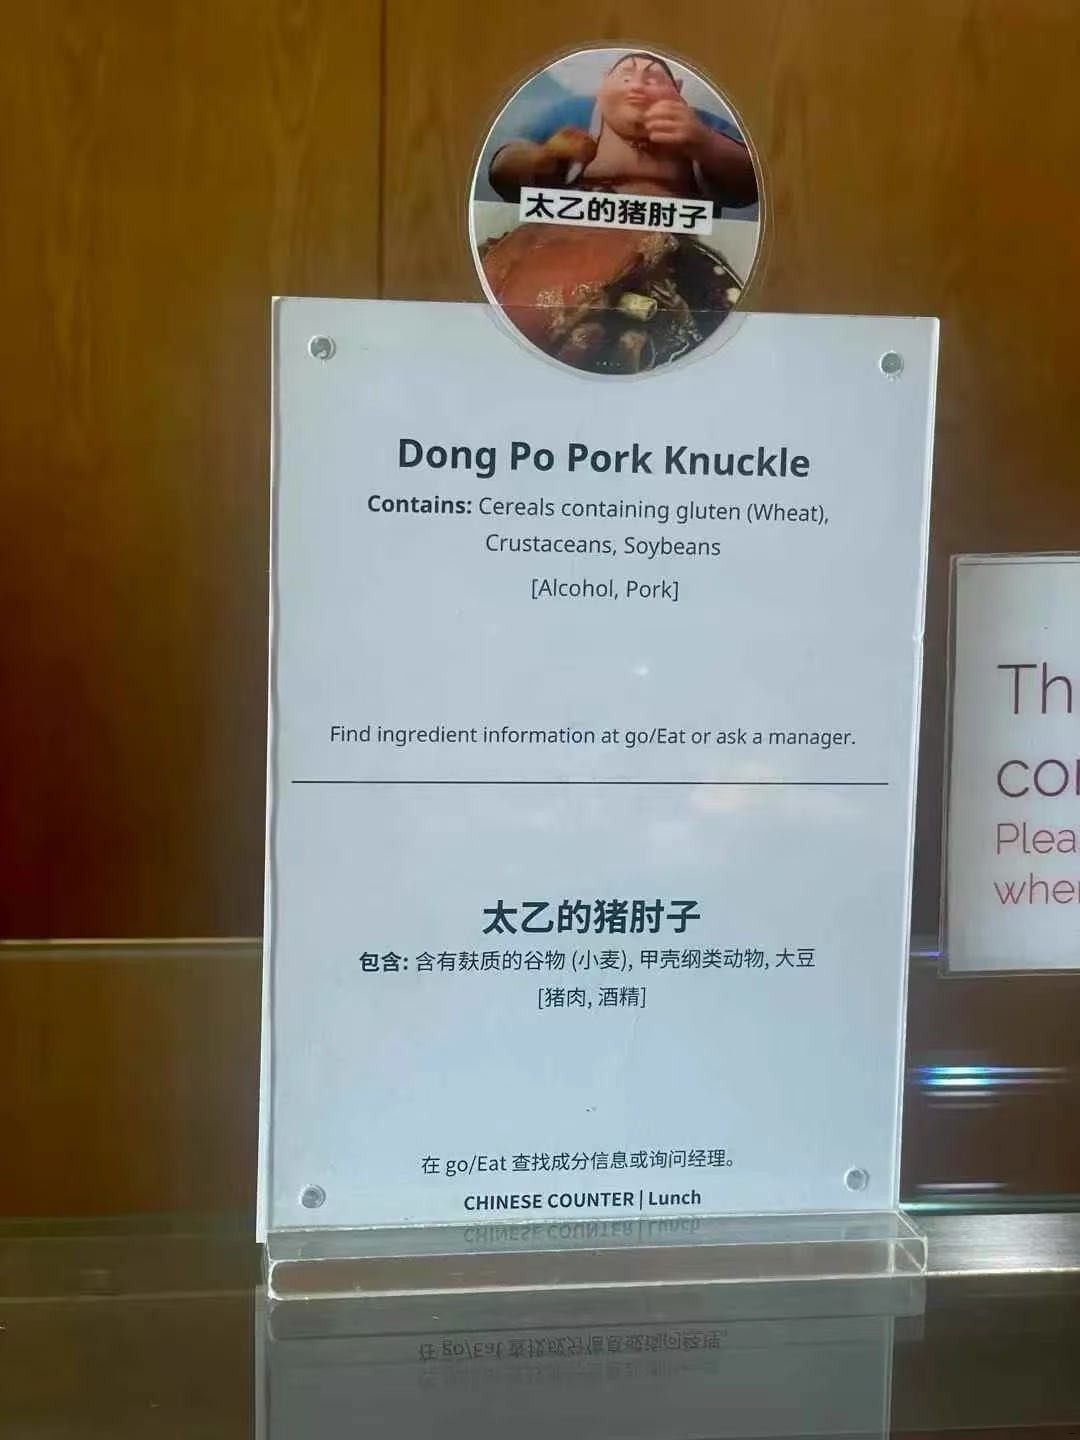 太乙的猪肘子
Dong Po Pork Knuckle
Contains: Cereals containing gluten (Wheat),
Crustaceans, Soybeans
[Alcohol, Pork]
Find ingredient information at go/Eat or ask a manager.
太乙的猪肘子
包含: 含有麸质的谷物 (小麦), 甲壳纲类动物, 大豆
[猪肉, 酒精]
在 go/Eat 查找成分信息或询问经理。
CHINESE COUNTER | Lunch